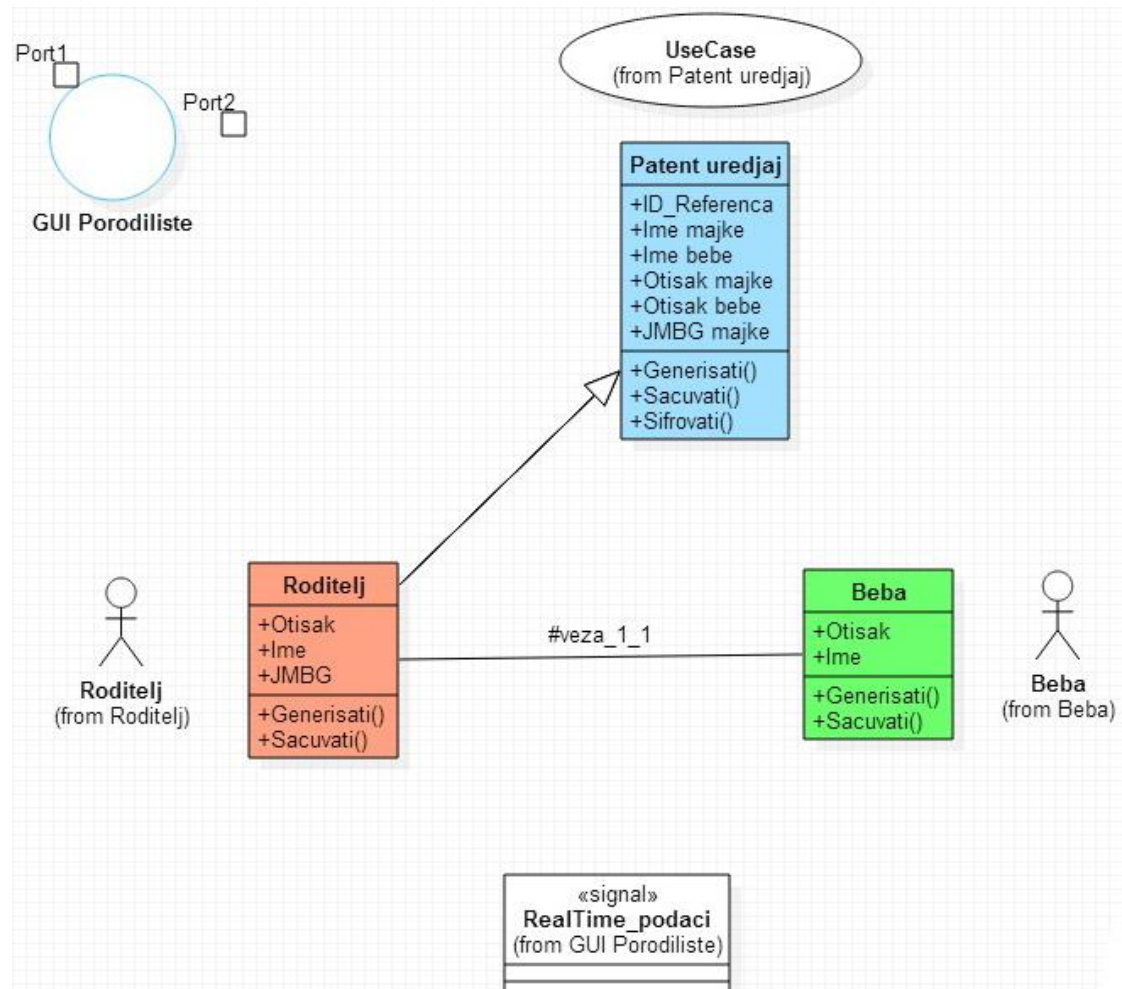 Port1
Port2
GUI Porodiliste
UseCase
(from Patent uredjaj)
Patent uredjaj
+ID_Referenca
+Ime majke
+Ime bebe
+Otisak majke
+Otisak bebe
+JMBG majke
+Generisati()
+Sacuvati()
+Sifrovati()
Roditelj
(from Roditelj)
Roditelj
+Otisak
+Ime
+JMBG
+Generisati()
+Sacuvati()
#veza_1_1
Beba
+Otisak
+Ime
+Generisati()
+Sacuvati()
Beba
(from Beba)
«signal»
RealTime_podaci
(from GUI Porodiliste)